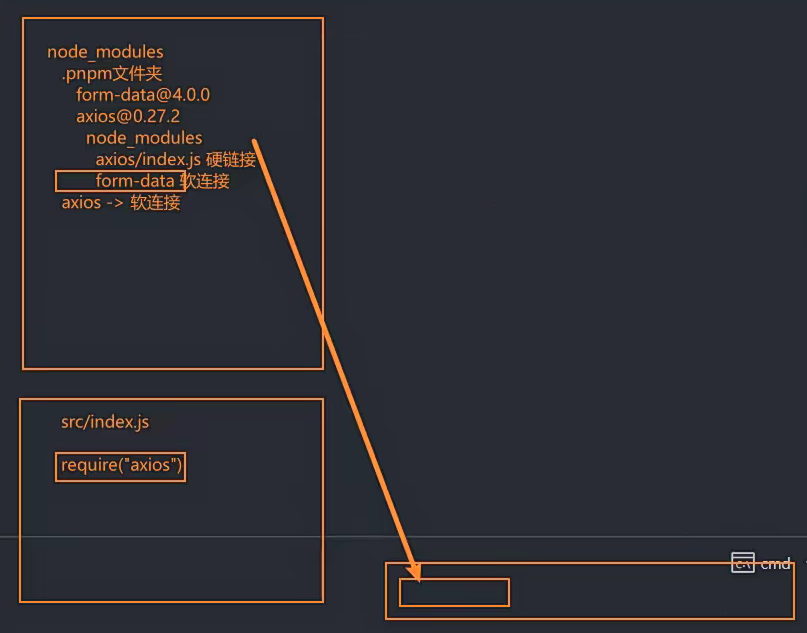 node_modules
.pnpm文件夹
form-data@4.0.0
axios@0.27.2
node_modules
axios/index.js 硬链接
form-data 软连接
axios -> 软连接
src/index.js
require("axios")
cmd